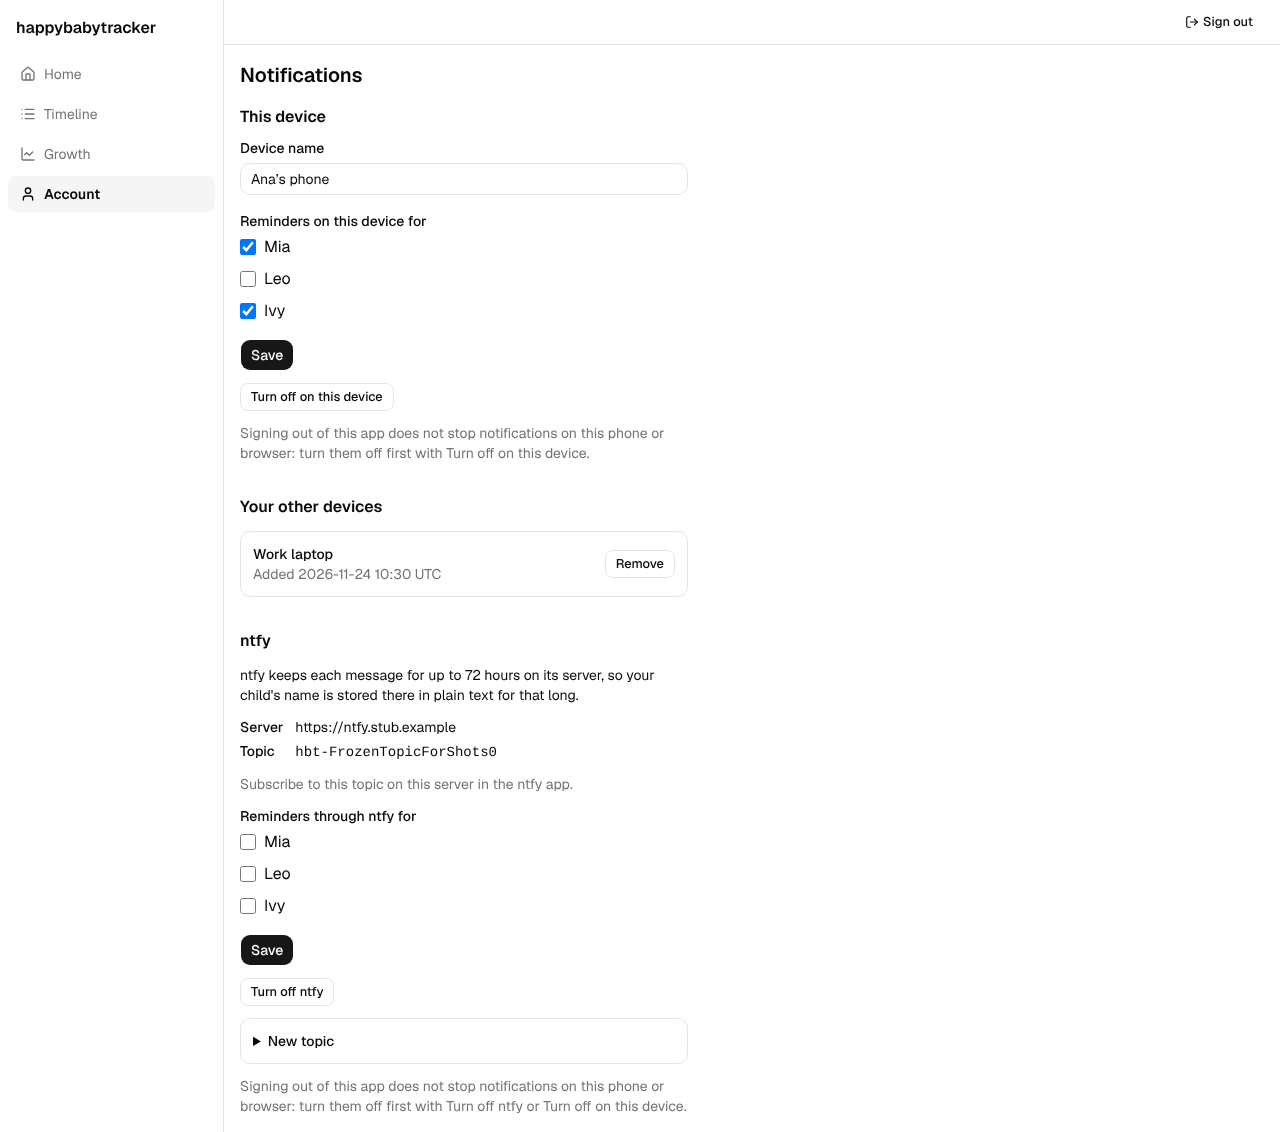 happybabytracker
Sign out
Home
Timeline
Growth
Account
Notifications
This device
Device name
Ana's phone
Reminders on this device for
Mia
Leo
Ivy
Save
Turn off on this device
Signing out of this app does not stop notifications on this phone or
browser: turn them off first with Turn off on this device.
Your other devices
Work laptop
Added 2026-11-24 10:30 UTC
Remove
ntfy
ntfy keeps each message for up to 72 hours on its server, so your
child's name is stored there in plain text for that long.
Server https://ntfy.stub.example
Topic hbt-FrozenTopicForShots0
Subscribe to this topic on this server in the ntfy app.
Reminders through ntfy for
Mia
Leo
Ivy
Save
Turn off ntfy
New topic
Signing out of this app does not stop notifications on this phone or
browser: turn them off first with Turn off ntfy or Turn off on this device.